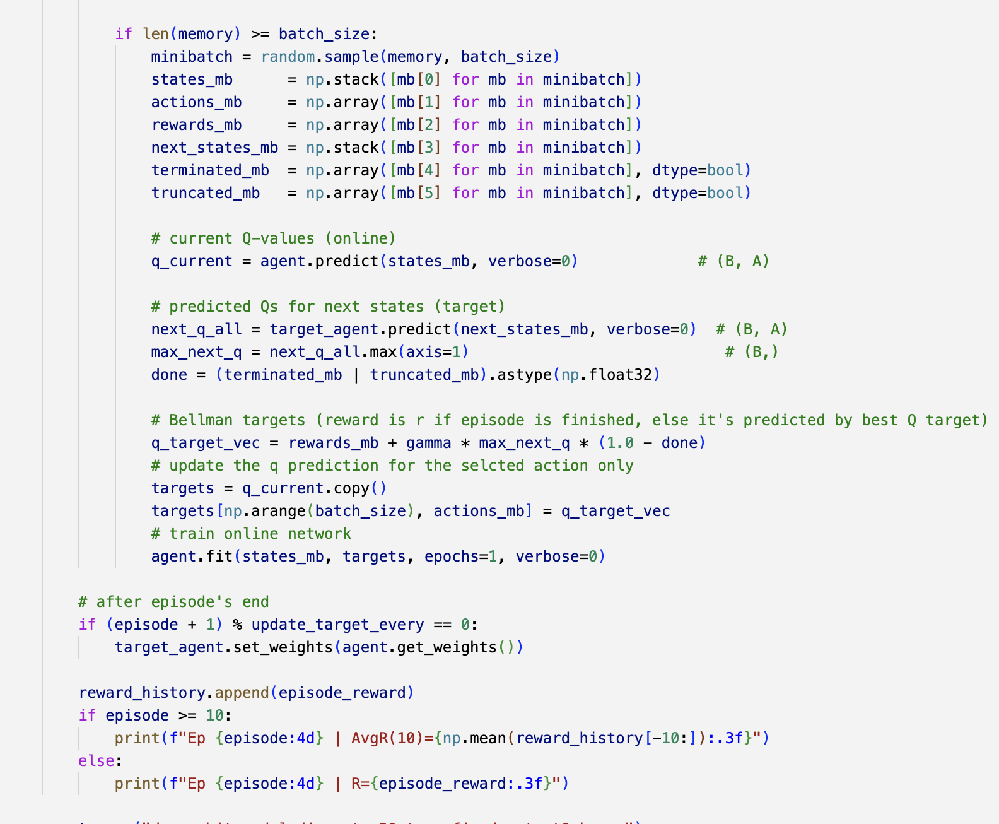 if len(memory) >= batch_size:
minibatch = random.sample(memory, batch_size)
states_mb      = np.stack([mb[0] for mb in minibatch])
actions_mb     = np.array([mb[1] for mb in minibatch])
rewards_mb     = np.array([mb[2] for mb in minibatch])
next_states_mb = np.stack([mb[3] for mb in minibatch])
terminated_mb  = np.array([mb[4] for mb in minibatch], dtype=bool)
truncated_mb   = np.array([mb[5] for mb in minibatch], dtype=bool)
# current Q-values (online)
q_current = agent.predict(states_mb, verbose=0)             # (B, A)
# predicted Qs for next states (target)
next_q_all = target_agent.predict(next_states_mb, verbose=0)  # (B, A)
max_next_q = next_q_all.max(axis=1)                            # (B,)
done = (terminated_mb | truncated_mb).astype(np.float32)
# Bellman targets (reward is r if episode is finished, else it's predicted by best Q target)
q_target_vec = rewards_mb + gamma * max_next_q * (1.0 - done)
# update the q prediction for the selcted action only
targets = q_current.copy()
targets[np.arange(batch_size), actions_mb] = q_target_vec
# train online network
agent.fit(states_mb, targets, epochs=1, verbose=0)
# after episode's end
if (episode + 1) % update_target_every == 0:
target_agent.set_weights(agent.get_weights())
reward_history.append(episode_reward)
if episode >= 10:
print(f"Ep {episode:4d} | AvgR(10)={np.mean(reward_history[-10:]):.3f}")
else:
print(f"Ep {episode:4d} | R={episode_reward:.3f}")